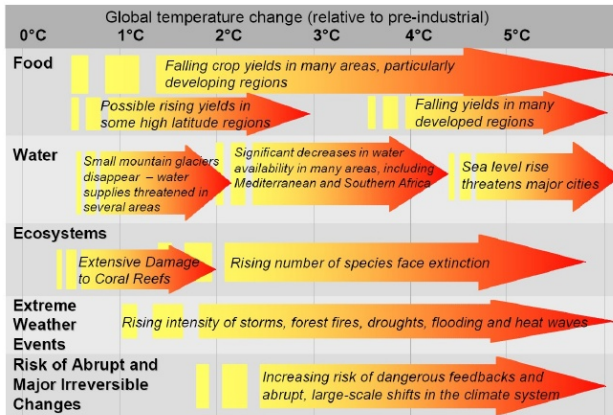 Global temperature change (relative to pre-industrial)
0°C 1°C 2°C 3°C 4°C 5°C
Food
Falling crop yields in many areas, particularly
developing regions
Possible rising yields in
some high latitude regions
Falling yields in many
developed regions
Water
Small mountain glaciers
disappear – water
supplies threatened in
several areas
Significant decreases in water
availability in many areas, including
Mediterranean and Southern Africa
Sea level rise
threatens major cities
Ecosystems
Extensive Damage
to Coral Reefs
Rising number of species face extinction
Extreme
Weather
Events
Rising intensity of storms, forest fires, droughts, flooding and heat waves
Risk of Abrupt and
Major Irreversible
Changes
Increasing risk of dangerous feedbacks and
abrupt, large-scale shifts in the climate system